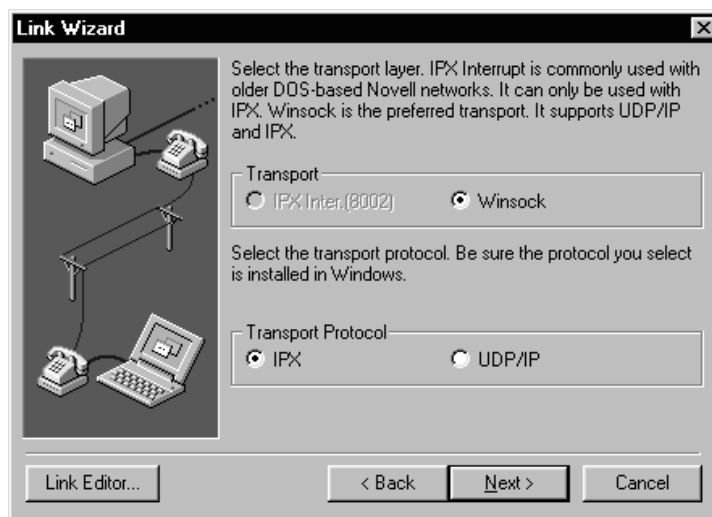 Link Wizard
Select the transport layer. IPX Interrupt is commonly used with
older DOS-based Novell networks. It can only be used with
IPX. Winsock is the preferred transport. It supports UDP/IP
and IPX.
Transport
IPX Inter.(8002) Winsock
Select the transport protocol. Be sure the protocol you select
is installed in Windows.
Transport Protocol
IPX UDP/IP
Link Editor... < Back Next > Cancel